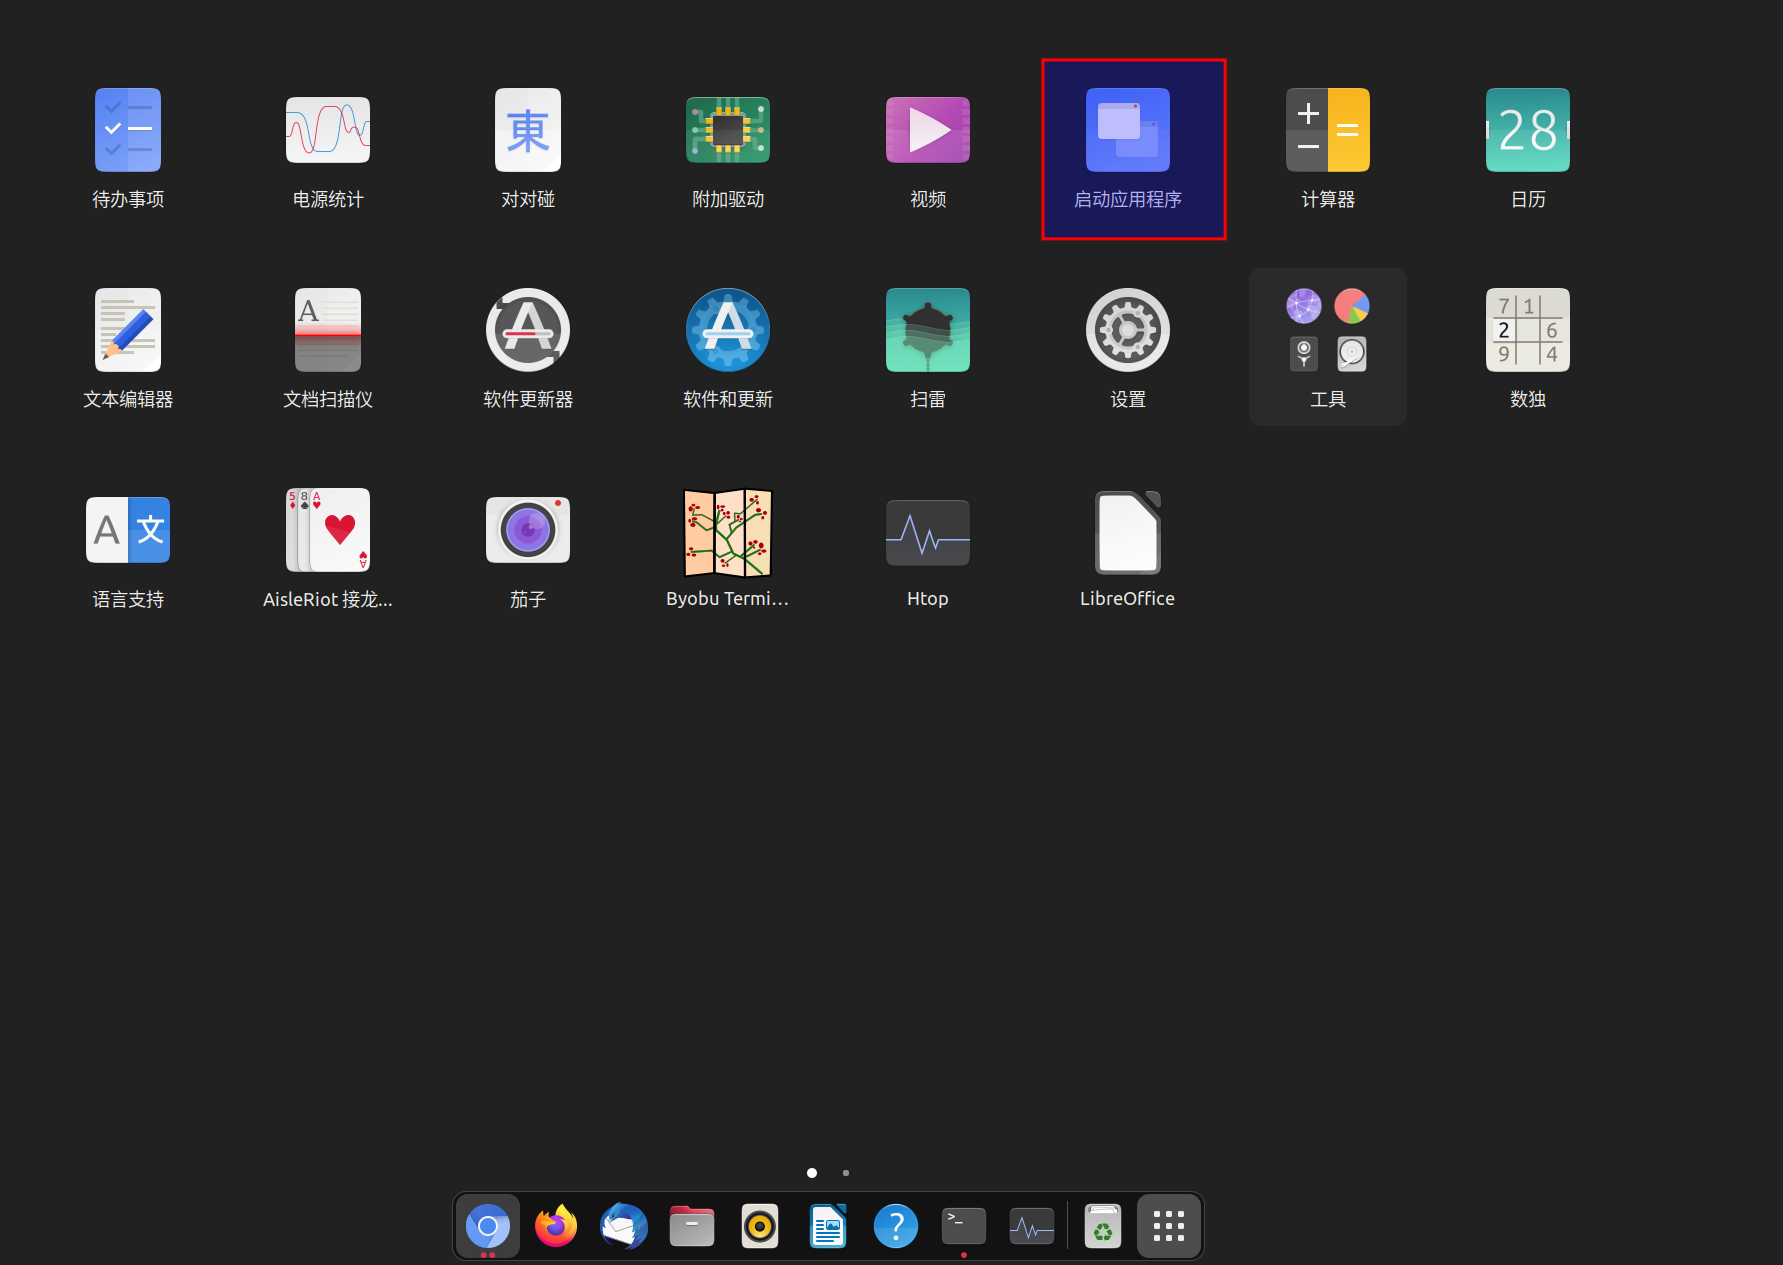 東
28
待办事项
电源统计
对对碰
附加驱动
视频
启动应用程序
计算器
日历
A
7 1
2 6
9 4
文本编辑器
文档扫描仪
软件更新器
软件和更新
扫雷
设置
工具
数独
A 文
5 8 A
A
语言支持
AisleRiot 接龙...
茄子
Byobu Termi...
Htop
LibreOffice
?
>_